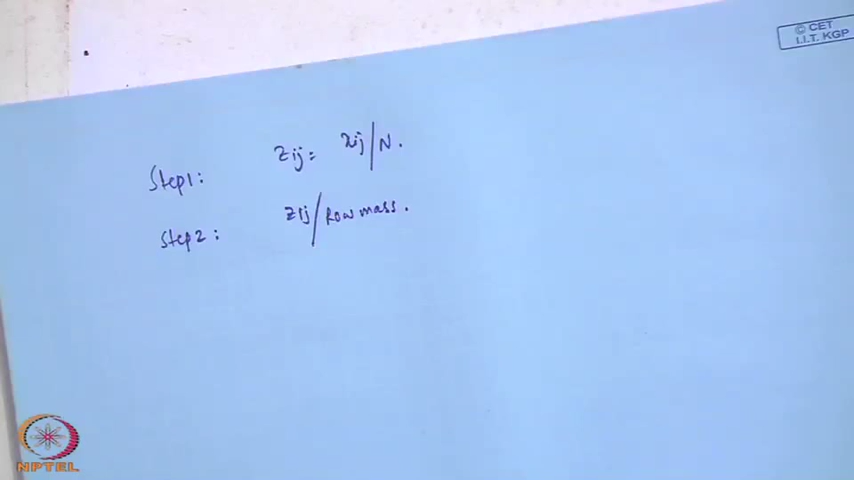 © CET
I.I.T. KGP
Step1: zij = xij/N.
Step2: zij/Row mass.
NPTEL